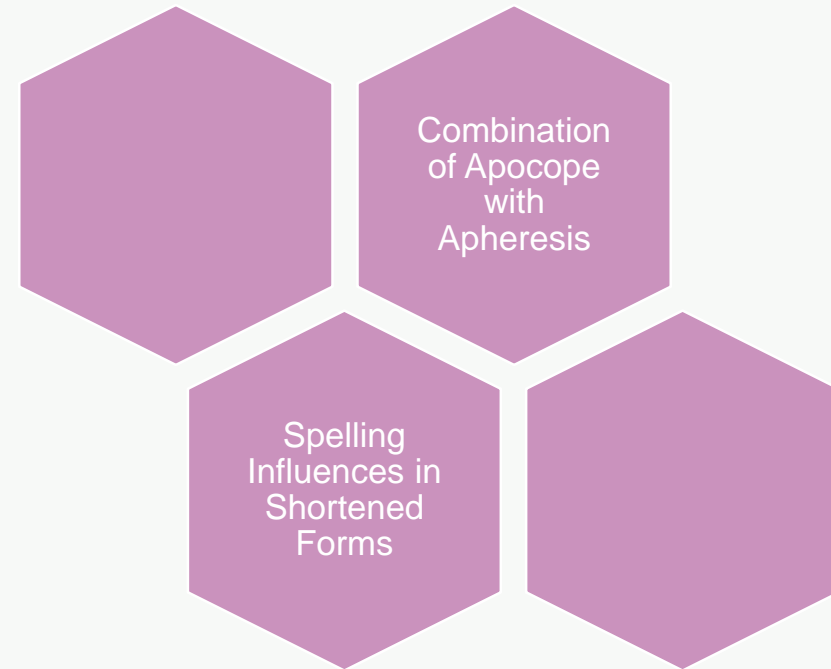 Combination
of Apocope
with
Apheresis
Spelling
Influences in
Shortened
Forms